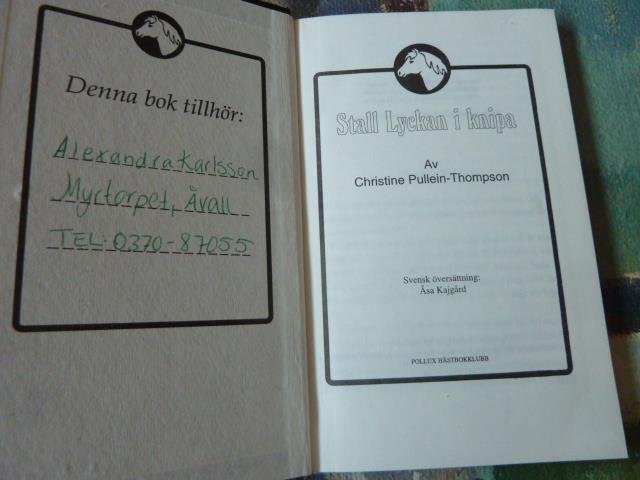 Denna bok tillhör:
Alexandra Karlsson
Myrtorpet, Åvall
TEL: 0370-87055
Stall Lyckan i knipa
Av
Christine Pullein-Thompson
Svensk översättning:
Åsa Kajgård
POLLUX HÄSTBOKKLUBB